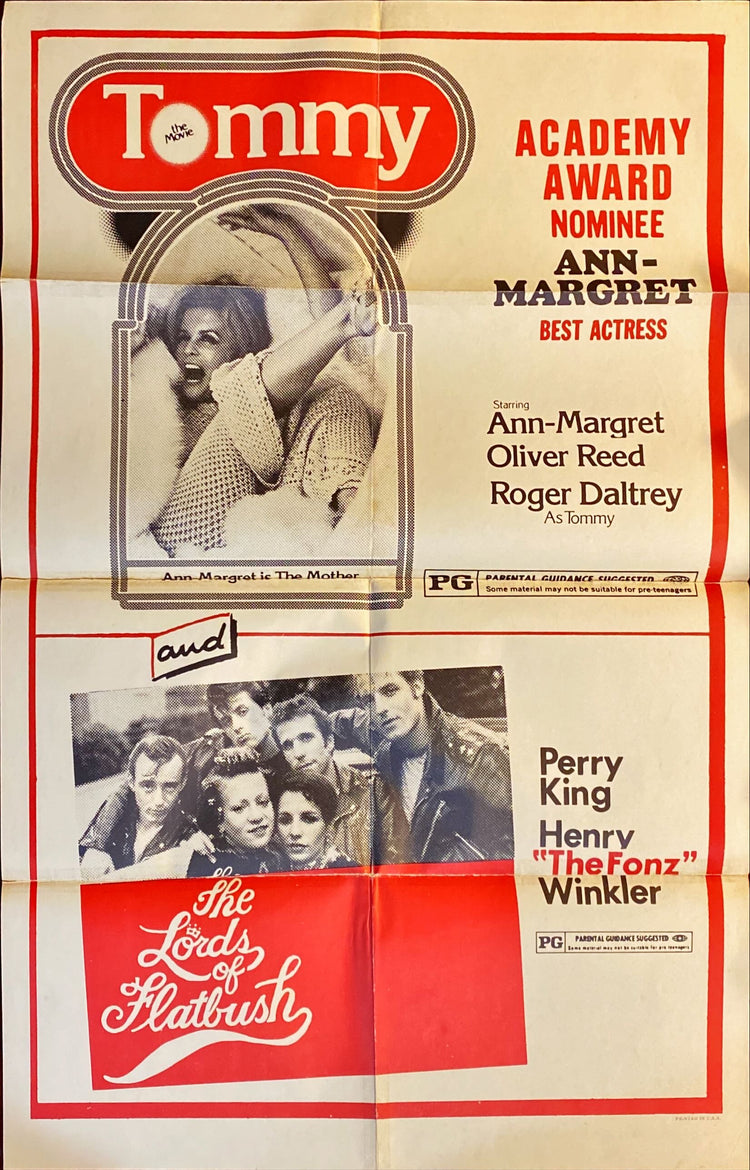 Tommy
the
Movie
ACADEMY
AWARD
NOMINEE
ANN-
MARGRET
BEST ACTRESS
Starring
Ann-Margret
Oliver Reed
Roger Daltrey
As Tommy
Ann-Margret is The Mother
PG PARENTAL GUIDANCE SUGGESTED
Some material may not be suitable for pre-teenagers
and
Perry
King
Henry
"The Fonz"
Winkler
The
Lords
of
Flatbush
PG PARENTAL GUIDANCE SUGGESTED
Some material may not be suitable for pre-teenagers
PRINTED IN U.S.A.